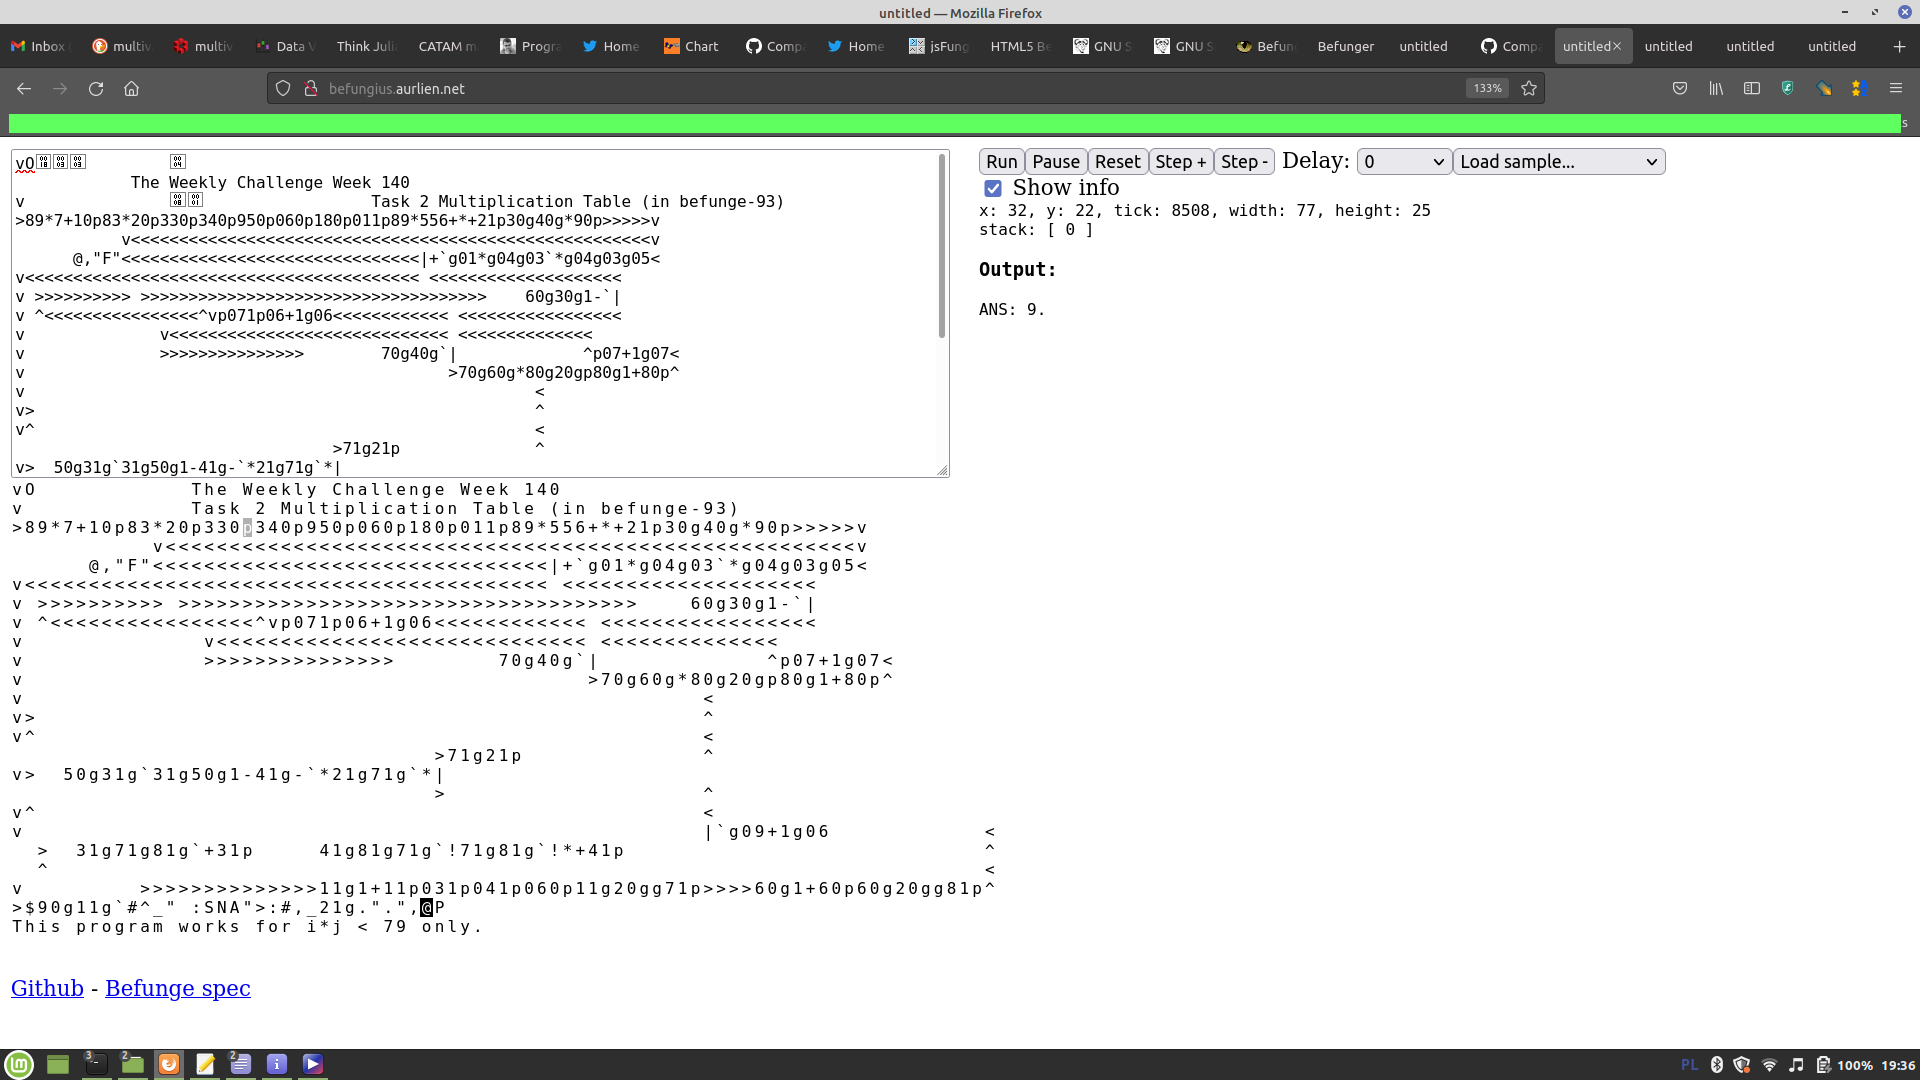 untitled — Mozilla Firefox
Inbox multiv multiv Data V Think Juli CATAM m Progra Home Chart Compa Home jsFung HTML5 Be GNU S GNU S Befun Befunger untitled Compa untitled× untitled untitled untitled
befungius.aurlien.net 133%
s
vO
The Weekly Challenge Week 140
v Task 2 Multiplication Table (in befunge-93)
>89*7+10p83*20p330p340p950p060p180p011p89*556+*+21p30g40g*90p>>>>>v
v<<<<<<<<<<<<<<<<<<<<<<<<<<<<<<<<<<<<<<<<<<<<<<<<<<<<<<v
@,"F"<<<<<<<<<<<<<<<<<<<<<<<<<<<<<<<|+`g01*g04g03`*g04g03g05<
v<<<<<<<<<<<<<<<<<<<<<<<<<<<<<<<<<<<<<<<<< <<<<<<<<<<<<<<<<<<<<
v >>>>>>>>>> >>>>>>>>>>>>>>>>>>>>>>>>>>>>>>>>>>>> 60g30g1-`|
v ^<<<<<<<<<<<<<<<<^vp071p06+1g06<<<<<<<<<<<< <<<<<<<<<<<<<<<<<
v v<<<<<<<<<<<<<<<<<<<<<<<<<<<<< <<<<<<<<<<<<<<
v >>>>>>>>>>>>>>> 70g40g`| ^p07+1g07<
v >70g60g*80g20gp80g1+80p^
v <
v> ^
v^ <
>71g21p ^
v> 50g31g`31g50g1-41g-`*21g71g`*|
Run Pause Reset Step + Step - Delay: 0 Load sample...
Show info
x: 32, y: 22, tick: 8508, width: 77, height: 25
stack: [ 0 ]
Output:
ANS: 9.
vO The Weekly Challenge Week 140
v Task 2 Multiplication Table (in befunge-93)
>89*7+10p83*20p330p340p950p060p180p011p89*556+*+21p30g40g*90p>>>>>v
v<<<<<<<<<<<<<<<<<<<<<<<<<<<<<<<<<<<<<<<<<<<<<<<<<<<<<<v
@,"F"<<<<<<<<<<<<<<<<<<<<<<<<<<<<<<<|+`g01*g04g03`*g04g03g05<
v<<<<<<<<<<<<<<<<<<<<<<<<<<<<<<<<<<<<<<<<< <<<<<<<<<<<<<<<<<<<<
v >>>>>>>>>> >>>>>>>>>>>>>>>>>>>>>>>>>>>>>>>>>>>> 60g30g1-`|
v ^<<<<<<<<<<<<<<<<^vp071p06+1g06<<<<<<<<<<<< <<<<<<<<<<<<<<<<<
v v<<<<<<<<<<<<<<<<<<<<<<<<<<<<< <<<<<<<<<<<<<<
v >>>>>>>>>>>>>>> 70g40g`| ^p07+1g07<
v >70g60g*80g20gp80g1+80p^
v <
v> ^
v^ <
>71g21p ^
v> 50g31g`31g50g1-41g-`*21g71g`*|
> ^
v^ <
v |`g09+1g06 <
> 31g71g81g`+31p 41g81g71g`!71g81g`!*+41p ^
^ <
v >>>>>>>>>>>>>>11g1+11p031p041p060p11g20gg71p>>>>60g1+60p60g20gg81p^
>$90g11g`#^_" :SNA">:#,_21g.".",@P
This program works for i*j < 79 only.
Github - Befunge spec
3 2 2 PL 100% 19:36